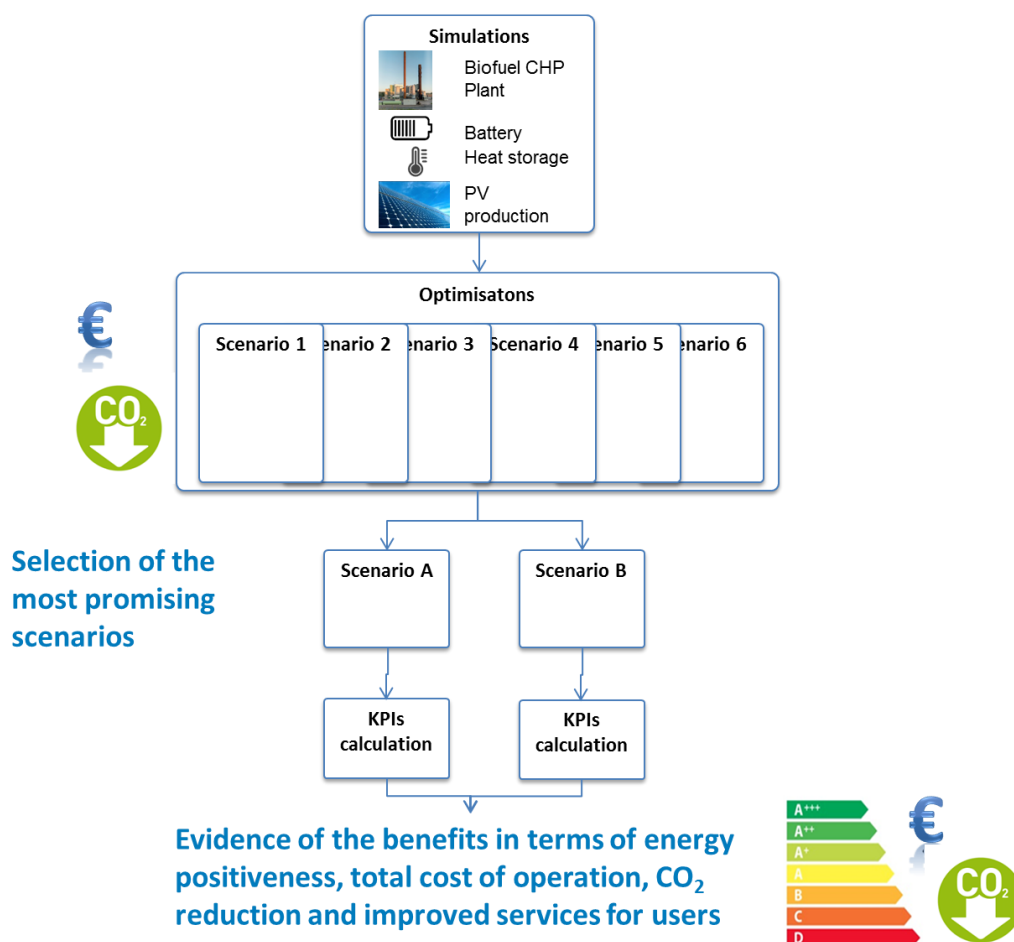 Simulations
Biofuel CHP
Plant
Battery
Heat storage
PV
production
Optimisatons
Scenario 1
enario 2
enario 3
Scenario 4
enario 5
enario 6
€
CO₂
Selection of the
most promising
scenarios
Scenario A
Scenario B
KPIs
calculation
KPIs
calculation
Evidence of the benefits in terms of energy
positiveness, total cost of operation, CO₂
reduction and improved services for users
A+++
A++
A+
A
B
C
D
€
CO₂